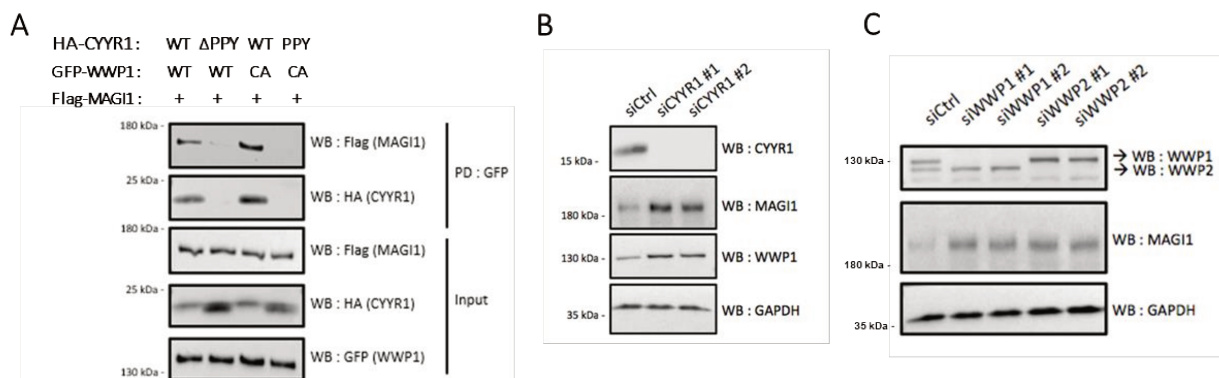 A
HA-CYYR1: WT ΔPPY WT PPY
GFP-WWP1: WT WT CA CA
Flag-MAGI1: + + + +
180 kDa - WB : Flag (MAGI1)
25 kDa - WB : HA (CYYR1)
PD : GFP
180 kDa - WB : Flag (MAGI1)
25 kDa - WB : HA (CYYR1)
Input
130 kDa - WB : GFP (WWP1)
B
siCtrl siCYYR1 #1 siCYYR1 #2
15 kDa - WB : CYYR1
180 kDa - WB : MAGI1
130 kDa - WB : WWP1
35 kDa - WB : GAPDH
C
siCtrl siWWP1 #1 siWWP1 #2 siWWP2 #1 siWWP2 #2
130 kDa - → WB : WWP1
→ WB : WWP2
180 kDa - WB : MAGI1
35 kDa - WB : GAPDH